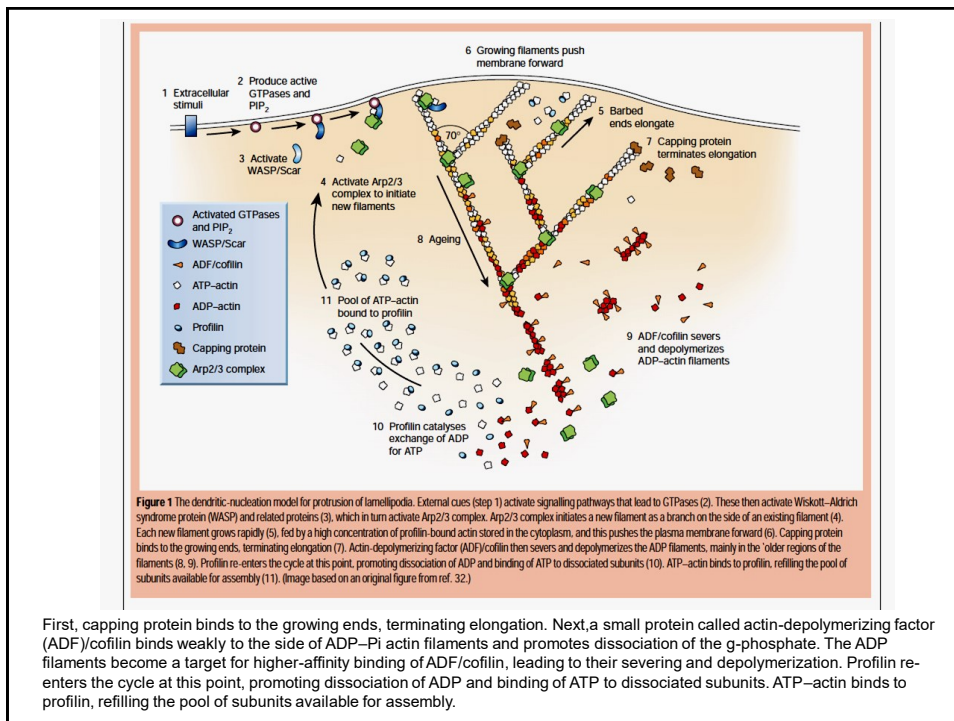 6 Growing filaments push
membrane forward
2 Produce active
GTPases and
PIP2
1 Extracellular
stimuli
5 Barbed
ends elongate
70o
7 Capping protein
terminates elongation
3 Activate
WASP/Scar
4 Activate Arp2/3
complex to initiate
new filaments
8 Ageing
Activated GTPases
and PIP2
WASP/Scar
ADF/cofilin
ATP–actin
ADP–actin
Profilin
Capping protein
Arp2/3 complex
11 Pool of ATP–actin
bound to profilin
9 ADF/cofilin severs
and depolymerizes
ADP–actin filaments
10 Profilin catalyses
exchange of ADP
for ATP
Figure 1 The dendritic-nucleation model for protrusion of lamellipodia. External cues (step 1) activate signalling pathways that lead to GTPases (2). These then activate Wiskott–Aldrich
syndrome protein (WASP) and related proteins (3), which in turn activate Arp2/3 complex. Arp2/3 complex initiates a new filament as a branch on the side of an existing filament (4).
Each new filament grows rapidly (5), fed by a high concentration of profilin-bound actin stored in the cytoplasm, and this pushes the plasma membrane forward (6). Capping protein
binds to the growing ends, terminating elongation (7). Actin-depolymerizing factor (ADF)/cofilin then severs and depolymerizes the ADP filaments, mainly in the 'older regions of the
filaments (8, 9). Profilin re-enters the cycle at this point, promoting dissociation of ADP and binding of ATP to dissociated subunits (10). ATP–actin binds to profilin, refilling the pool of
subunits available for assembly (11). (Image based on an original figure from ref. 32.)
First, capping protein binds to the growing ends, terminating elongation. Next,a small protein called actin-depolymerizing factor
(ADF)/cofilin binds weakly to the side of ADP–Pi actin filaments and promotes dissociation of the g-phosphate. The ADP
filaments become a target for higher-affinity binding of ADF/cofilin, leading to their severing and depolymerization. Profilin re-
enters the cycle at this point, promoting dissociation of ADP and binding of ATP to dissociated subunits. ATP–actin binds to
profilin, refilling the pool of subunits available for assembly.